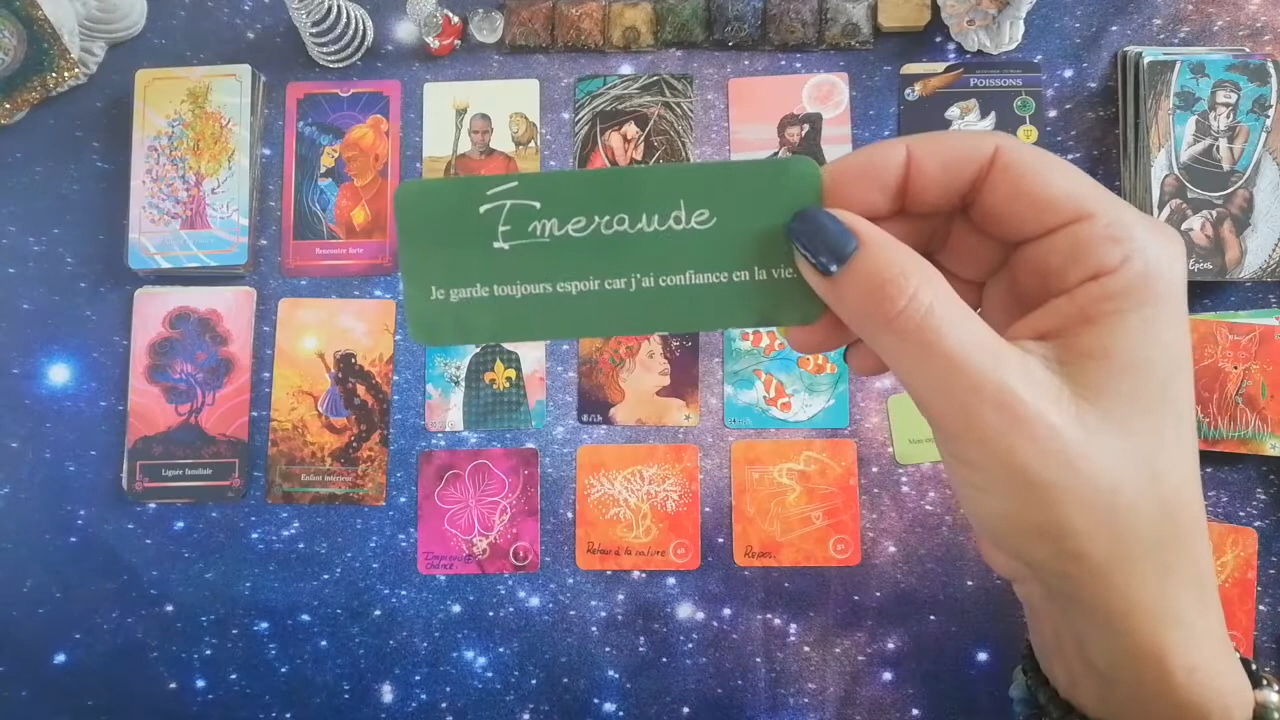 POISSONS
Émeraude
Je garde toujours espoir car j'ai confiance en la vie.
Rencontre forte
Épées
Lignée familiale
Enfant intérieur
Imprévu
chance.
5
Retour à la nature
Repos.